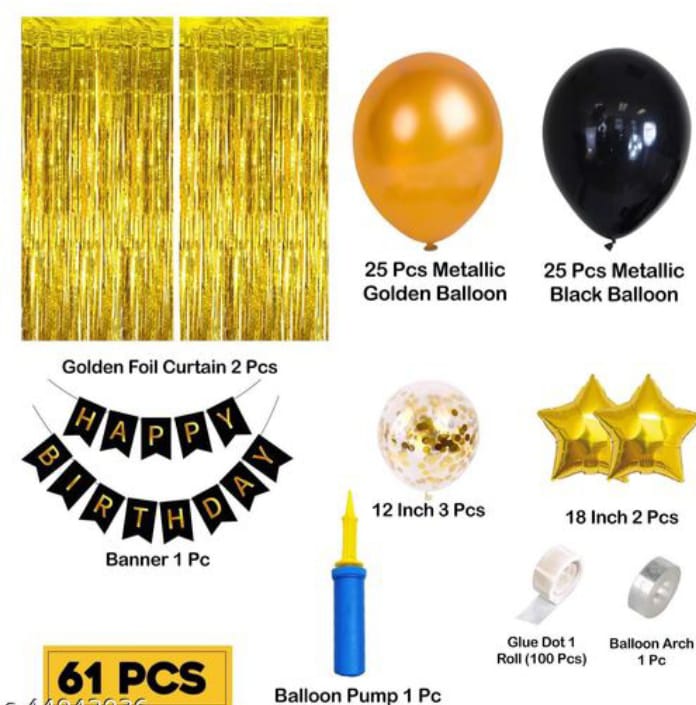 25 Pcs Metallic
Golden Balloon
25 Pcs Metallic
Black Balloon
Golden Foil Curtain 2 Pcs
HAPPY
BIRTHDAY
Banner 1 Pc
12 Inch 3 Pcs
18 Inch 2 Pcs
Glue Dot 1
Roll (100 Pcs)
Balloon Arch
1 Pc
61 PCS
Balloon Pump 1 Pc